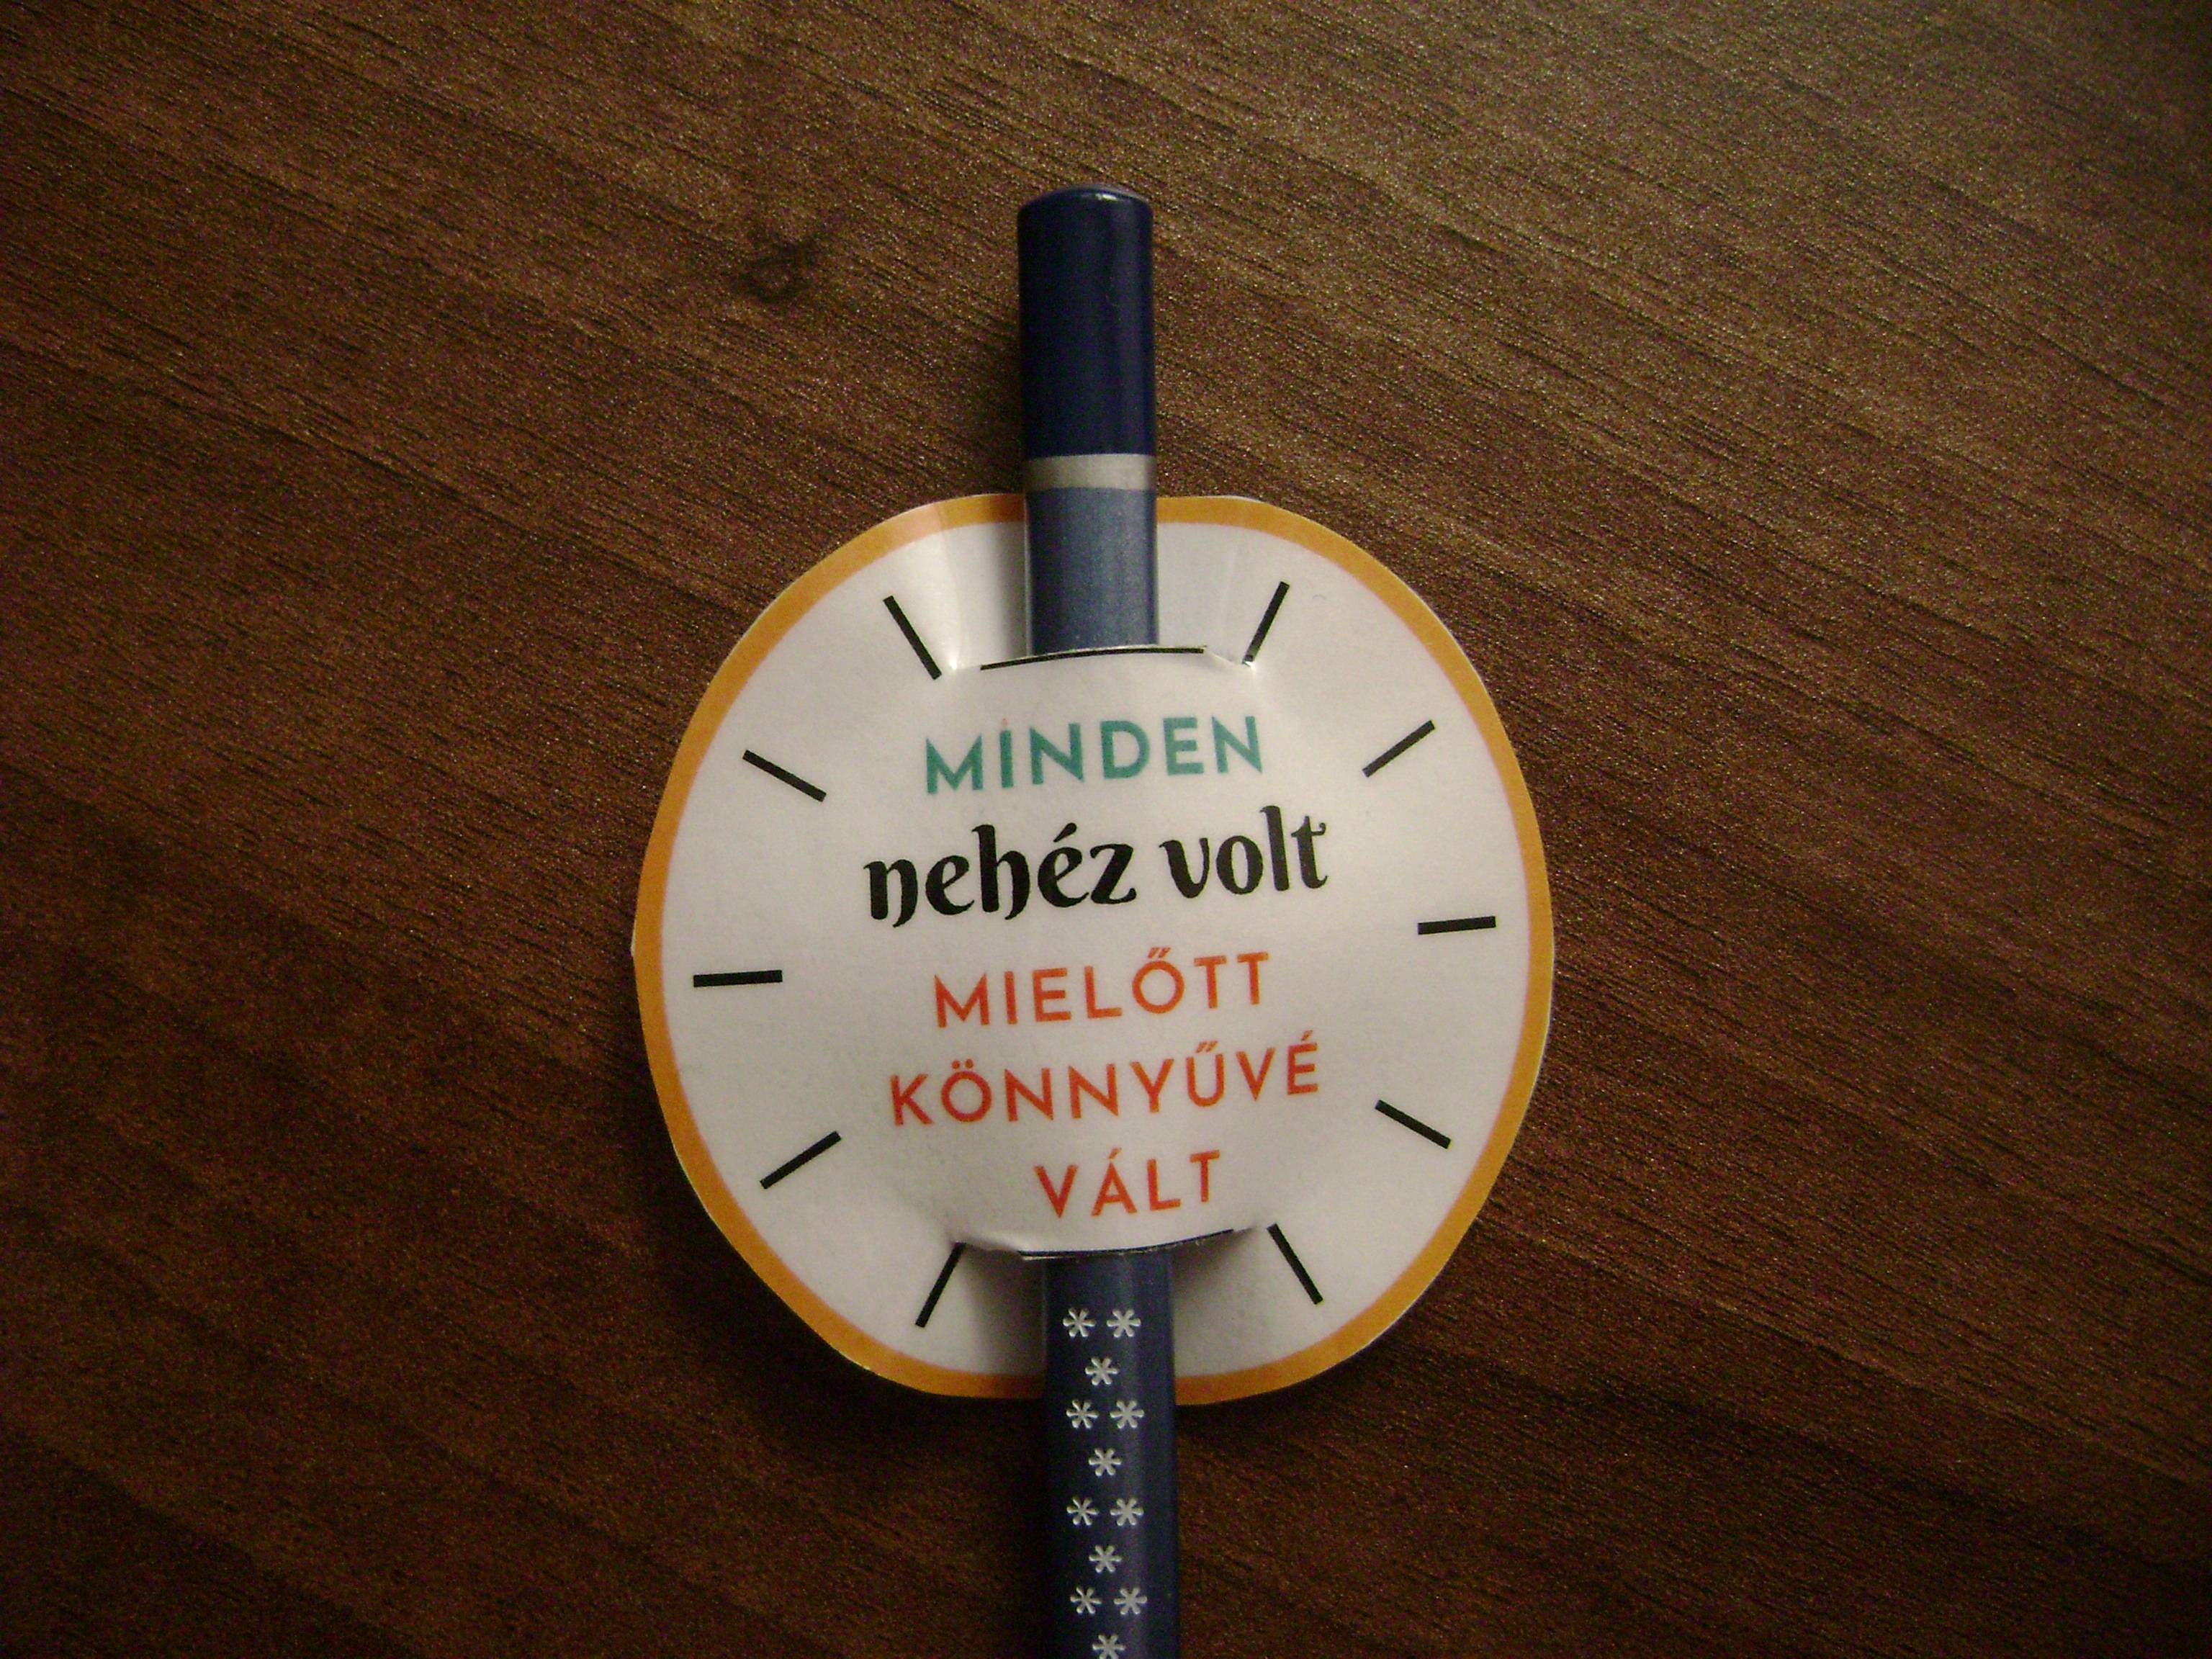 MINDEN
nehéz volt
MIELŐTT
KÖNNYŰVÉ
VÁLT